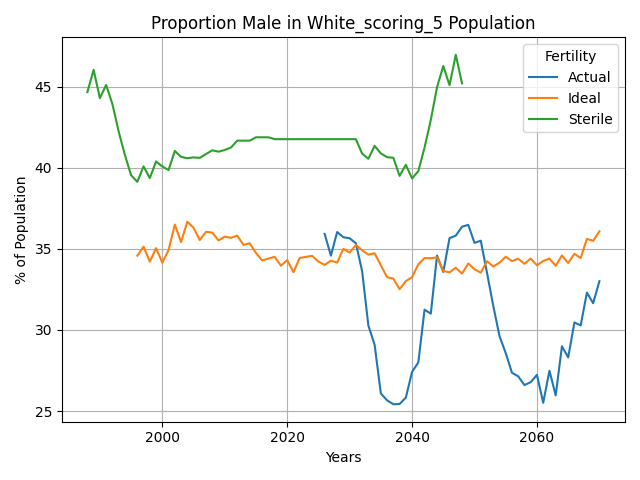 Proportion Male in White_scoring_5 Population
Fertility
Actual
Ideal
Sterile
% of Population
45
40
35
30
25
2000
2020
2040
2060
Years